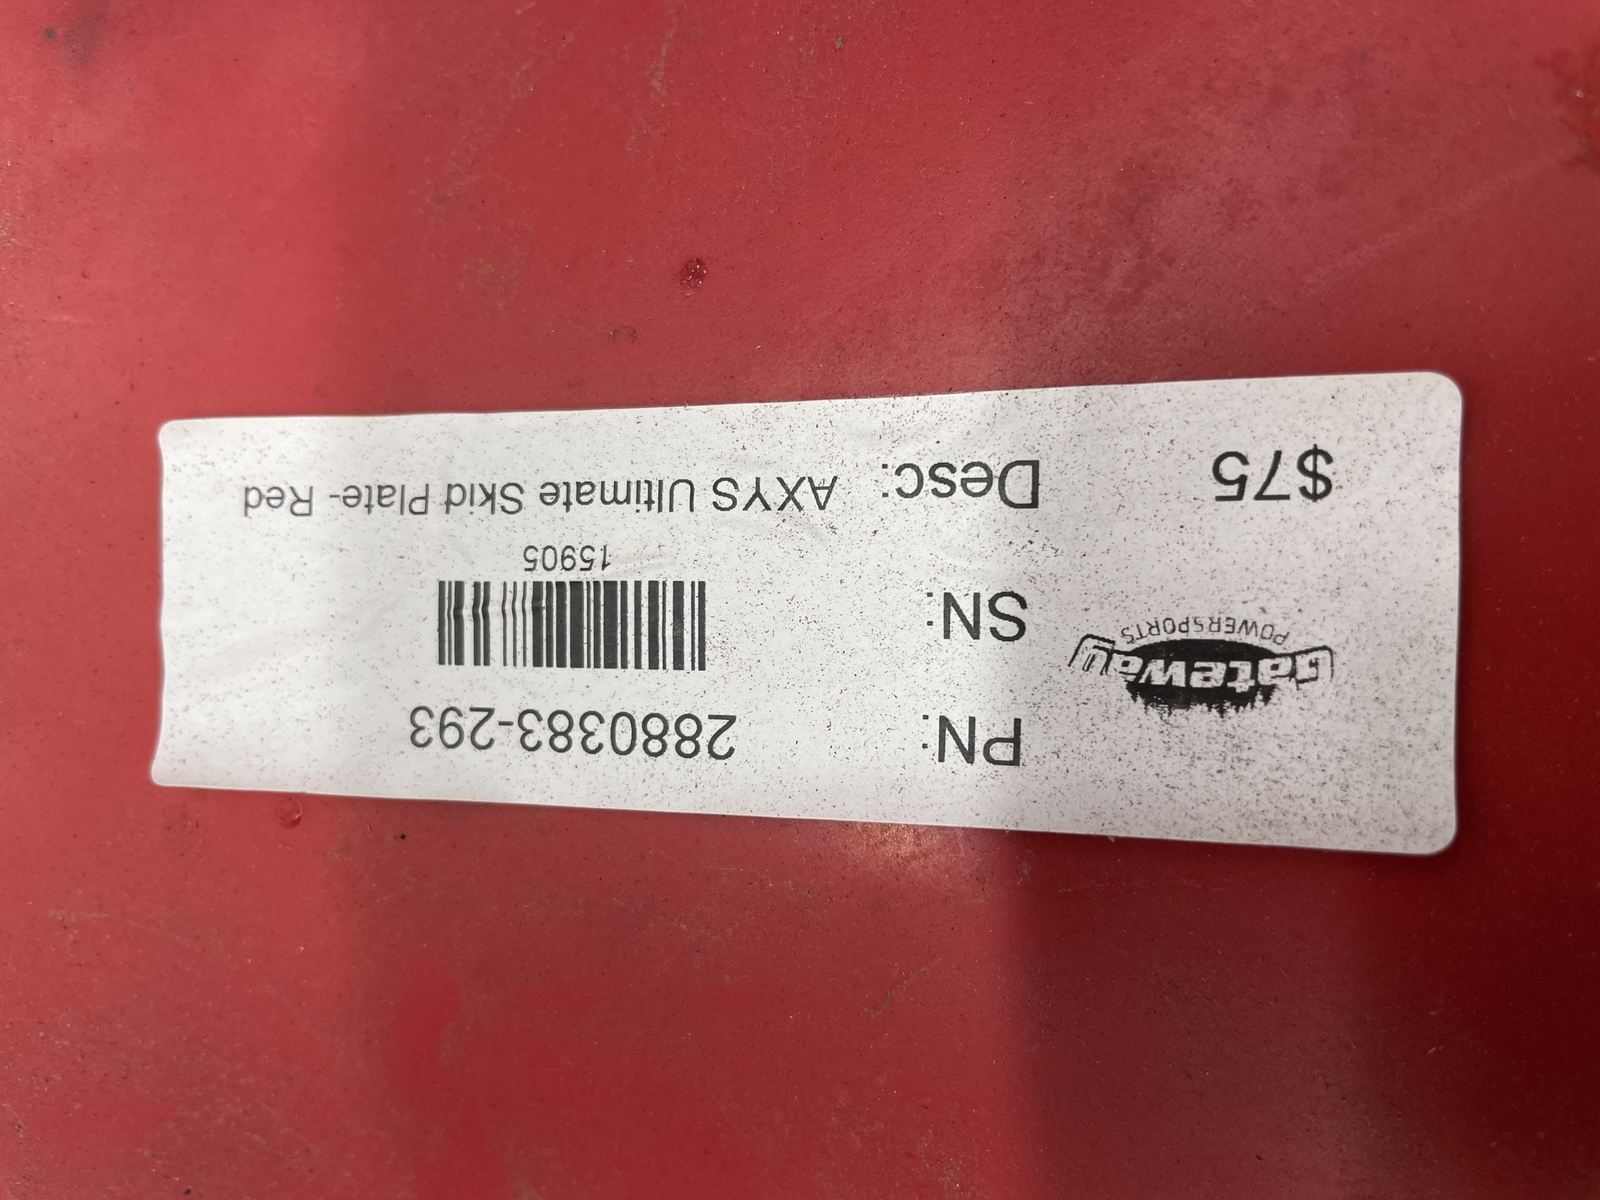 Gateway
POWERSPORTS
$75
PN: 2880383-293
SN:
15905
Desc: AXYS Ultimate Skid Plate- Red